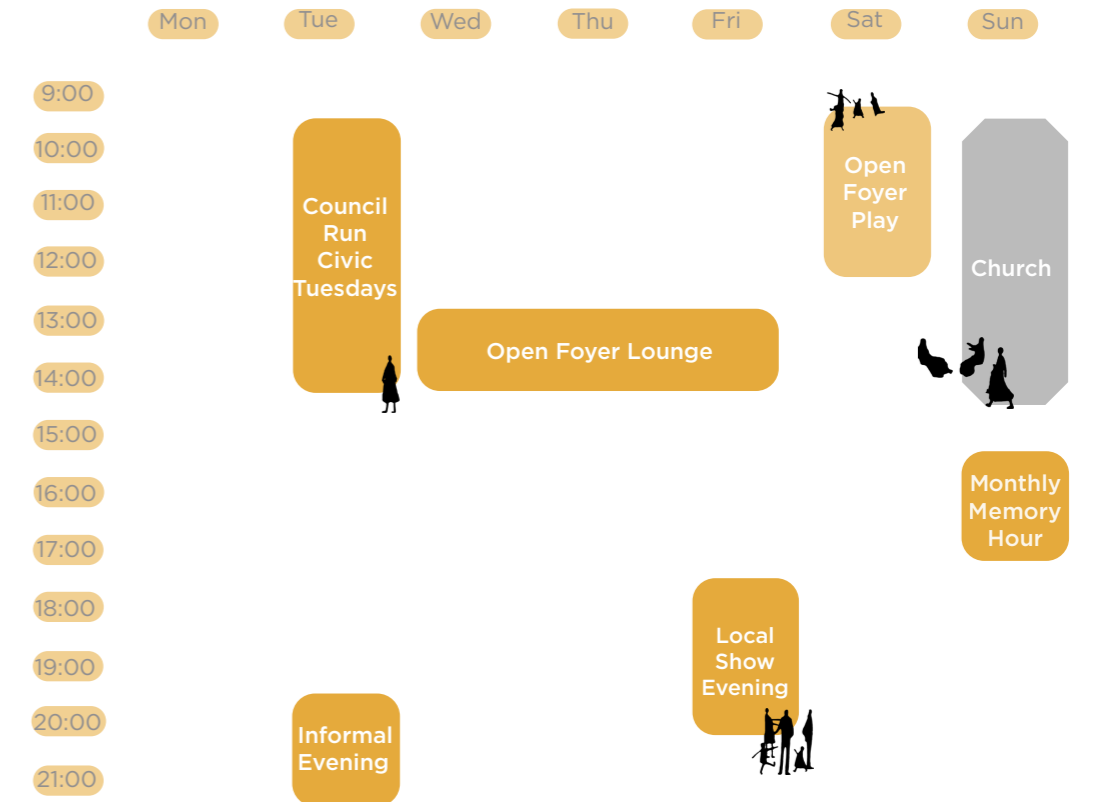 Mon Tue Wed Thu Fri Sat Sun
9:00
10:00
11:00
12:00
13:00
14:00
15:00
16:00
17:00
18:00
19:00
20:00
21:00
Council
Run
Civic
Tuesdays
Open Foyer Lounge
Open
Foyer
Play
Church
Monthly
Memory
Hour
Local
Show
Evening
Informal
Evening